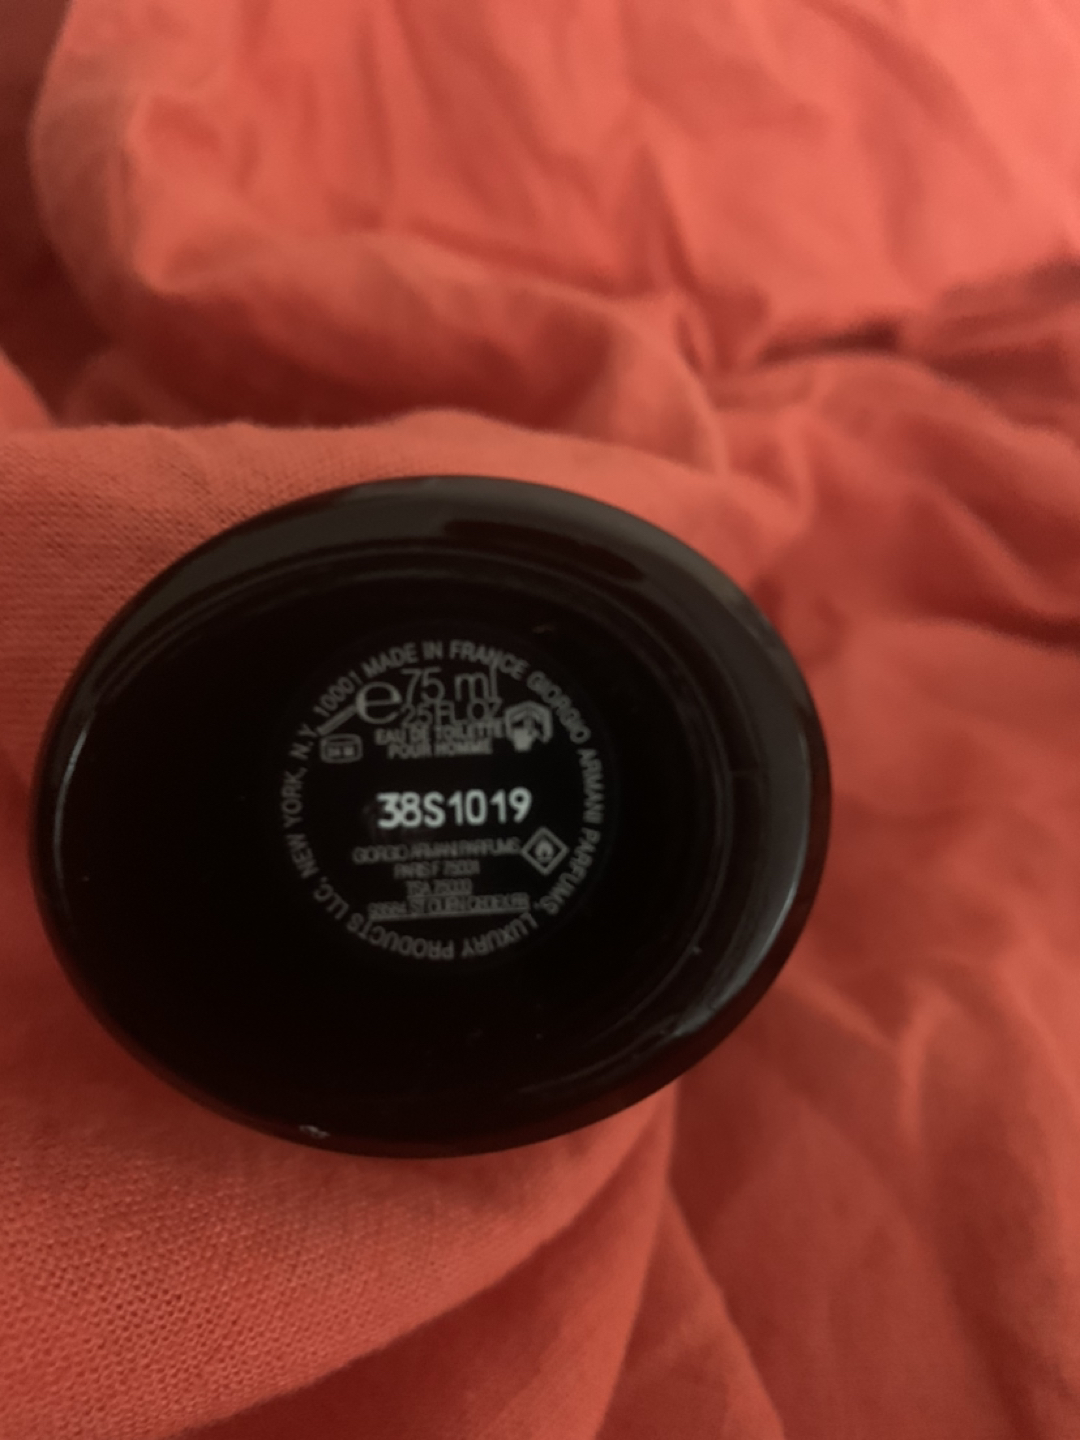 MADE IN FRANCE GIORGIO ARMANI PARFUMS, LUXURY PRODUCTS LLC, NEW YORK, N.Y. 10001
e 75 ml
2.5 FL. OZ
EAU DE TOILETTE
POUR HOMME
24 M
38S1019
GIORGIO ARMANI PARFUMS
PARIS F 75001